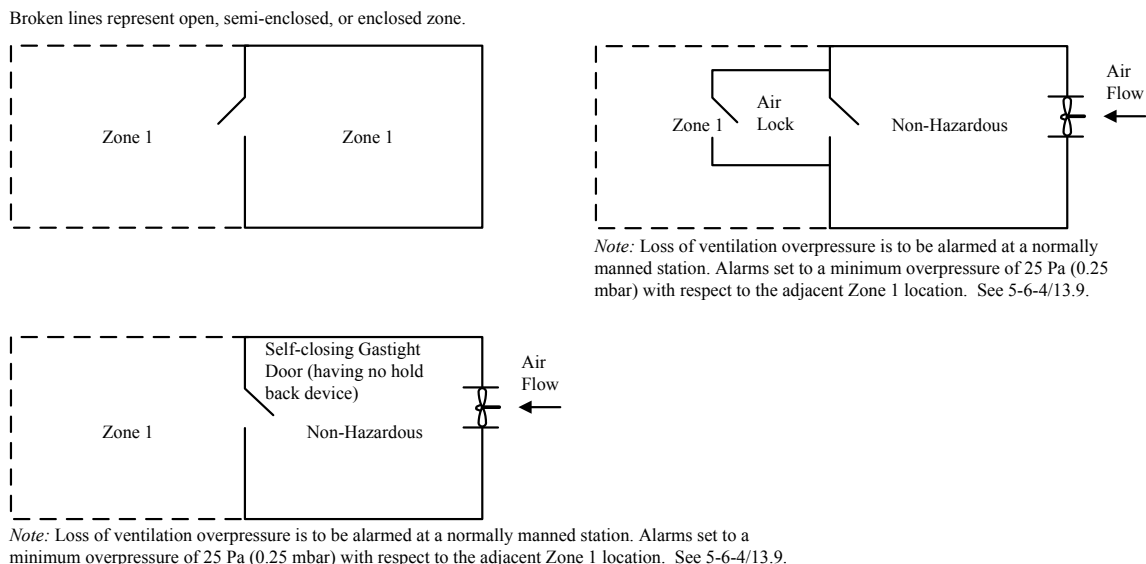 Broken lines represent open, semi-enclosed, or enclosed zone.
Zone 1
Zone 1
Zone 1
Air
Lock
Non-Hazardous
Air
Flow
Note: Loss of ventilation overpressure is to be alarmed at a normally
manned station. Alarms set to a minimum overpressure of 25 Pa (0.25
mbar) with respect to the adjacent Zone 1 location. See 5-6-4/13.9.
Self-closing Gastight
Door (having no hold
back device)
Air
Flow
Zone 1
Non-Hazardous
Note: Loss of ventilation overpressure is to be alarmed at a normally manned station. Alarms set to a
minimum overpressure of 25 Pa (0.25 mbar) with respect to the adjacent Zone 1 location. See 5-6-4/13.9.